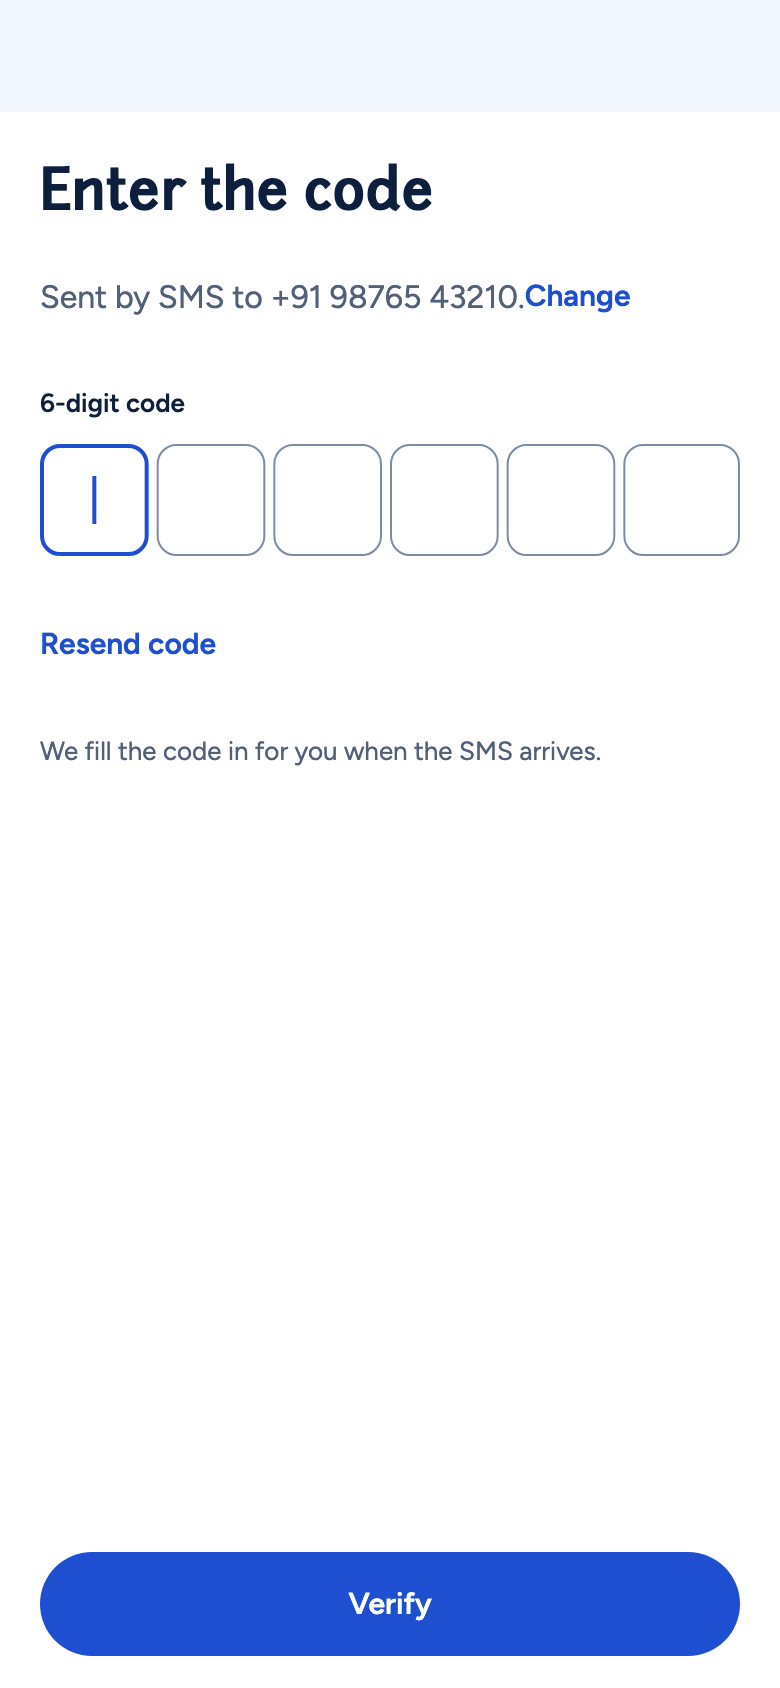 Enter the code
Sent by SMS to +91 98765 43210.Change
6-digit code
Resend code
We fill the code in for you when the SMS arrives.
Verify